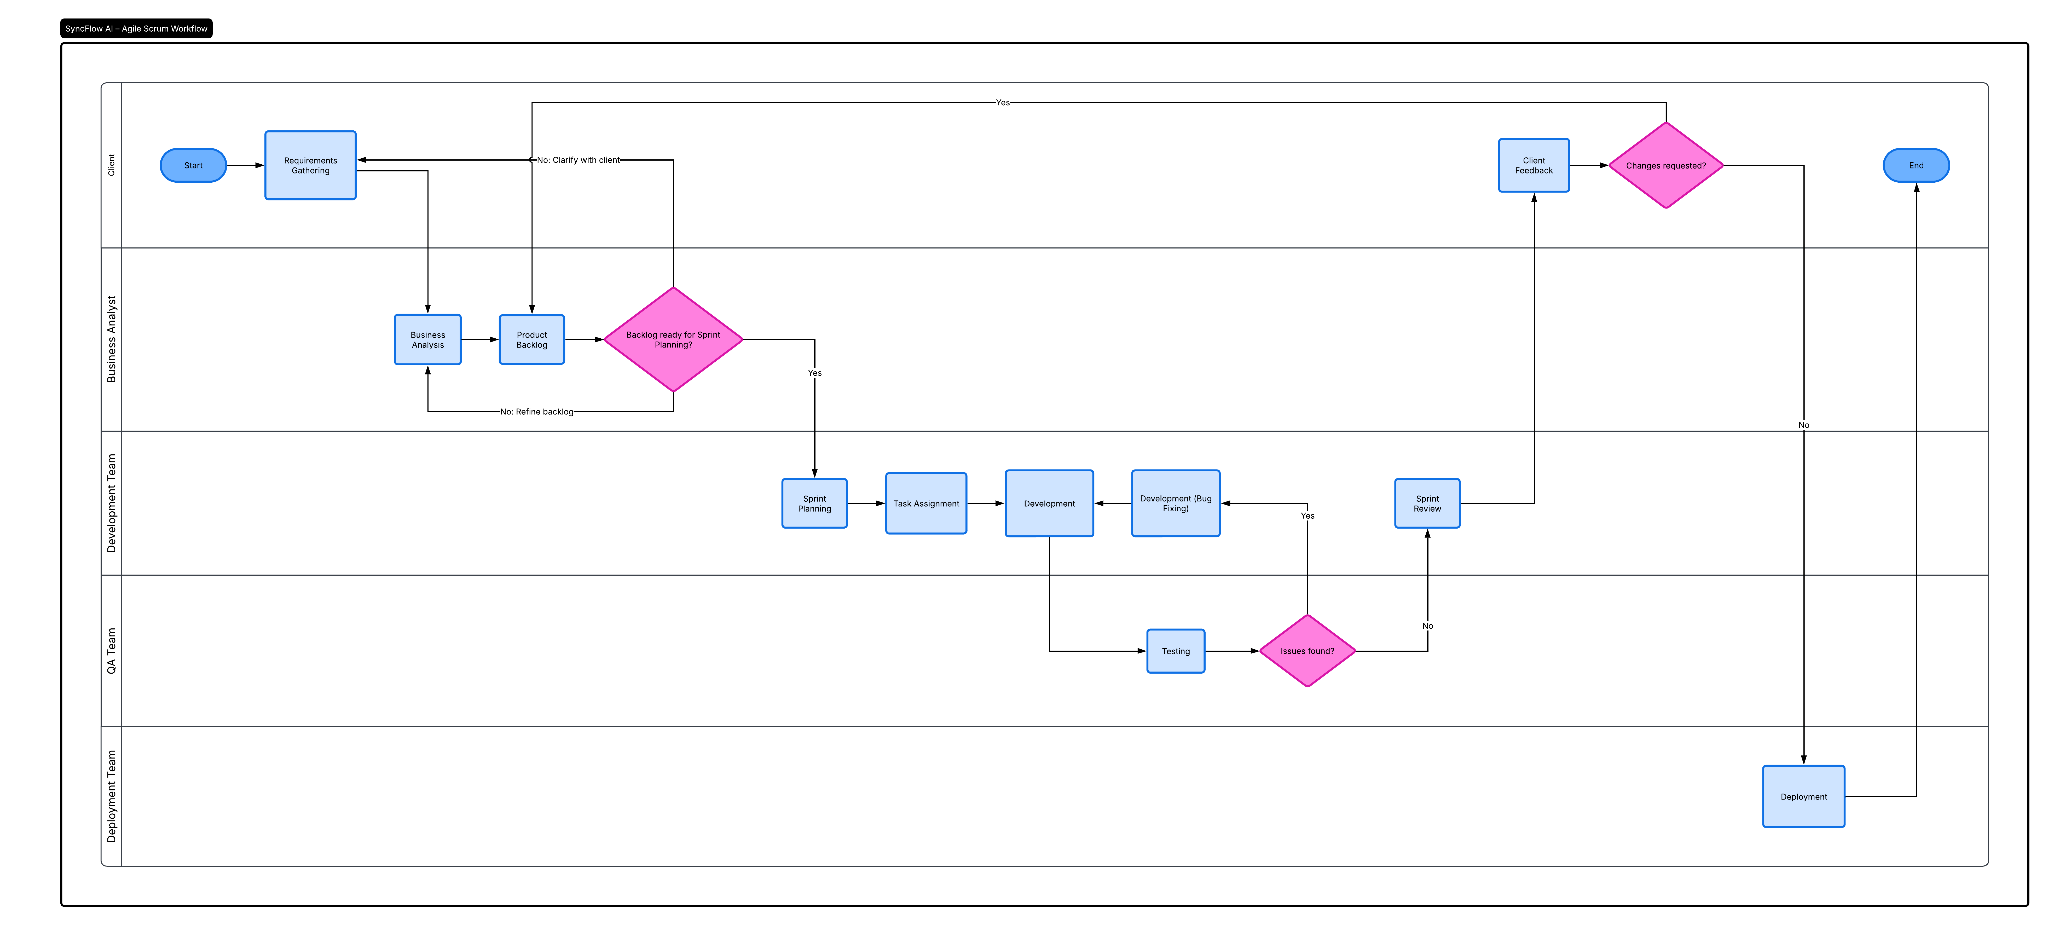 SyncFlow AI – Agile Scrum Workflow
Client
Start
Requirements
Gathering
Yes
No: Clarify with client
Client
Feedback
Changes requested?
End
Business Analyst
Business
Analysis
Product
Backlog
Backlog ready for Sprint
Planning?
Yes
No: Refine backlog
No
Development Team
Sprint
Planning
Task Assignment
Development
Development (Bug
Fixing)
Yes
Sprint
Review
QA Team
Testing
Issues found?
No
Deployment Team
Deployment